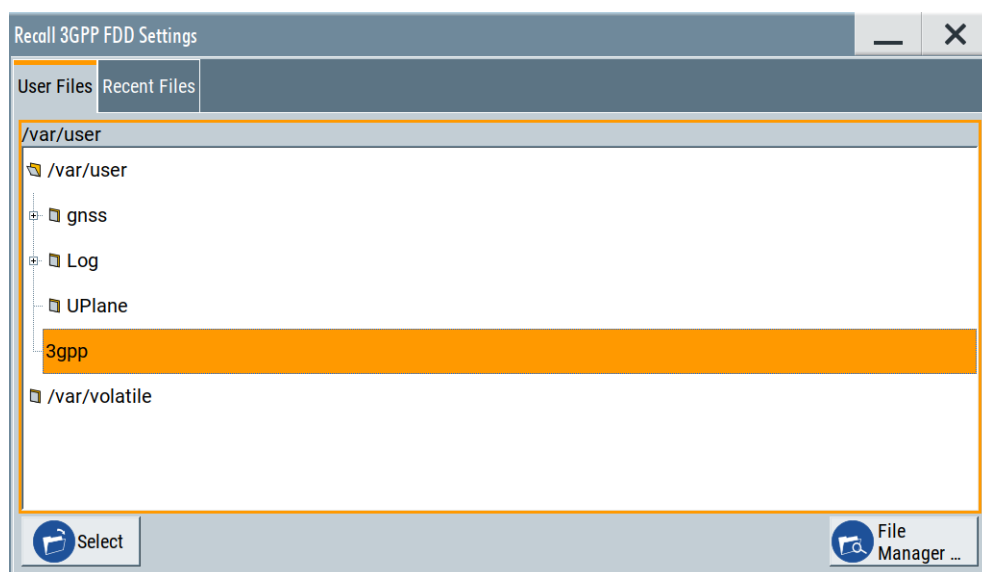 Recall 3GPP FDD Settings
User Files Recent Files
/var/user
/var/user
gnss
Log
UPlane
3gpp
/var/volatile
Select
File
Manager ...